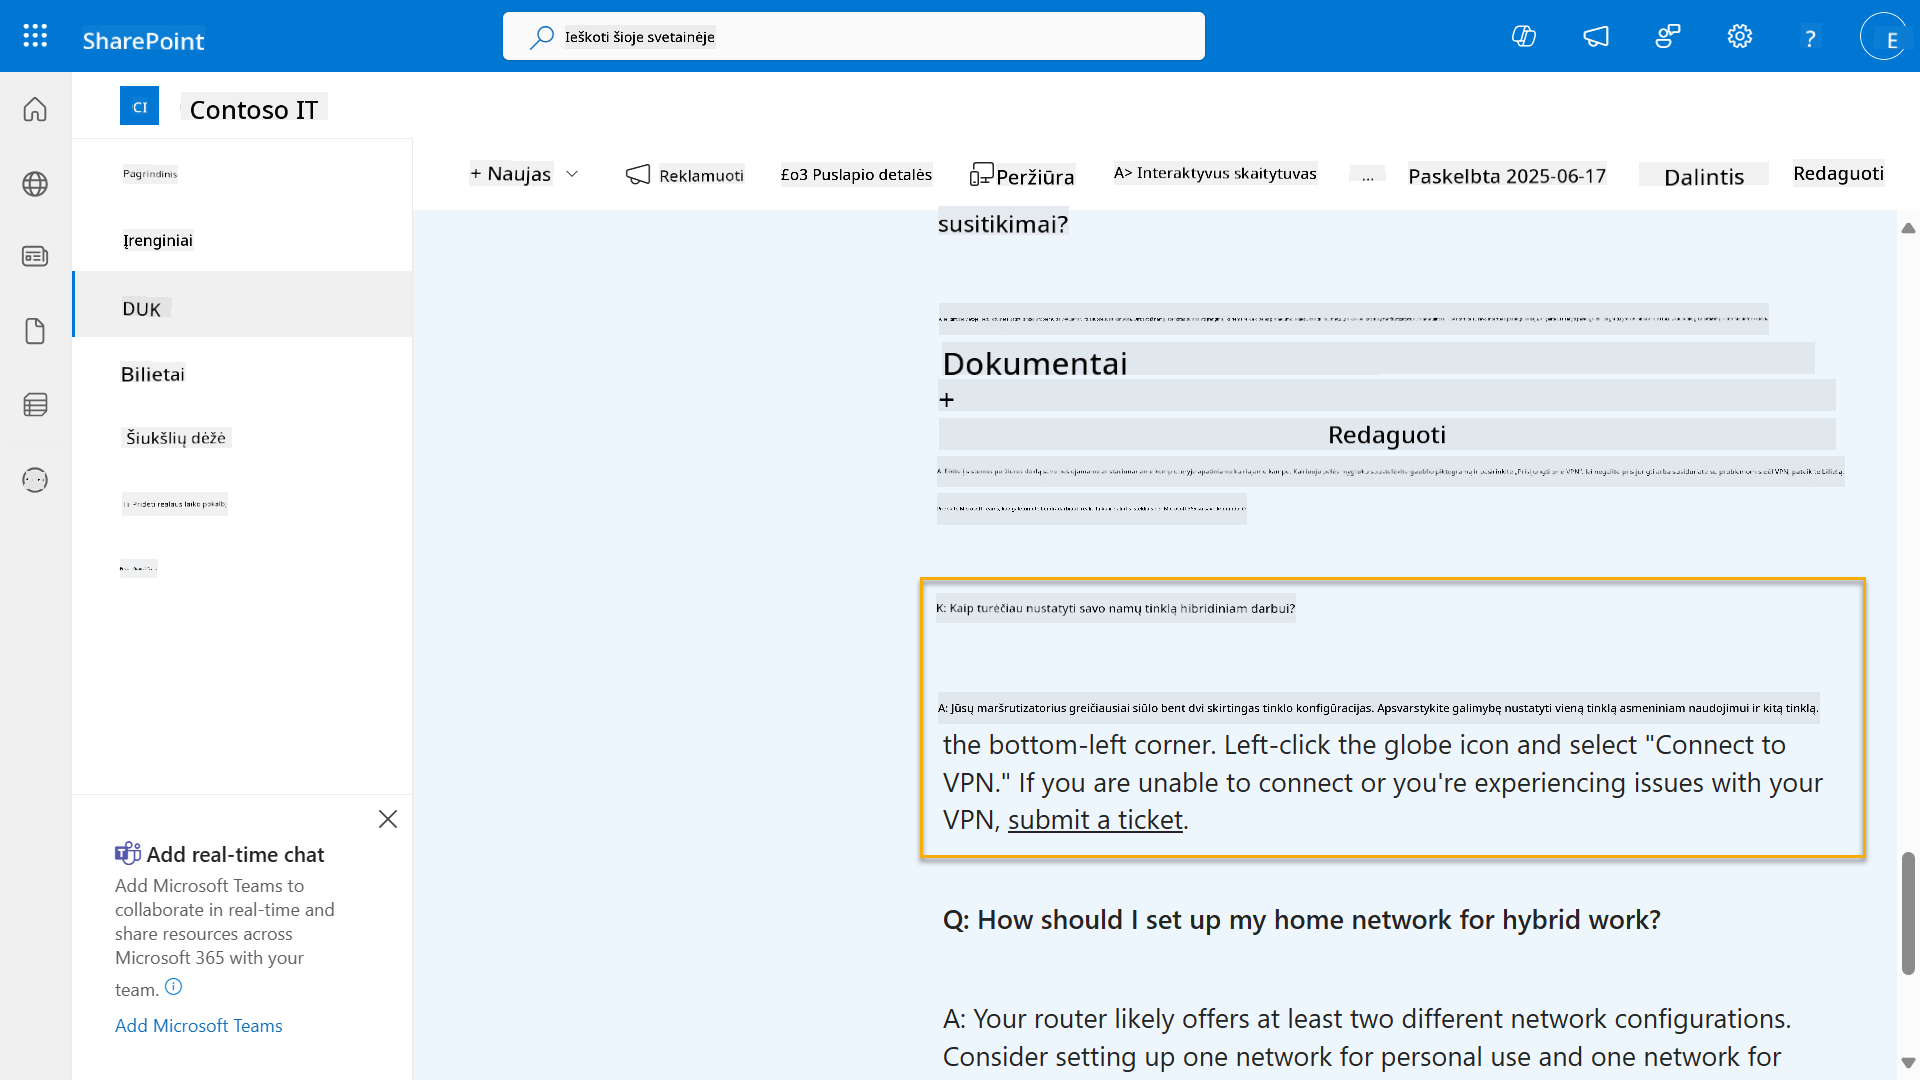 SharePoint
Ieškoti šioje svetainėje
?
E
CI
Contoso IT
+ Naujas
Reklamuoti
£o3 Puslapio detalės
Peržiūra
A> Interaktyvus skaitytuvas
...
Paskelbta 2025-06-17
Dalintis
Redaguoti
Pagrindinis
Įrenginiai
DUK
Bilietai
Šiukšlių dėžė
Pridėti realaus laiko pokalbį
susitikimai?
Dokumentai
+
Redaguoti
K: Kaip turėčiau nustatyti savo namų tinklą hibridiniam darbui?
A: Jūsų maršrutizatorius greičiausiai siūlo bent dvi skirtingas tinklo konfigūracijas. Apsvarstykite galimybę nustatyti vieną tinklą asmeniniam naudojimui ir kitą tinklą.
the bottom-left corner. Left-click the globe icon and select "Connect to
VPN." If you are unable to connect or you're experiencing issues with your
VPN, submit a ticket.
Q: How should I set up my home network for hybrid work?
A: Your router likely offers at least two different network configurations.
Consider setting up one network for personal use and one network for
Add real-time chat
Add Microsoft Teams to
collaborate in real-time and
share resources across
Microsoft 365 with your
team.
Add Microsoft Teams